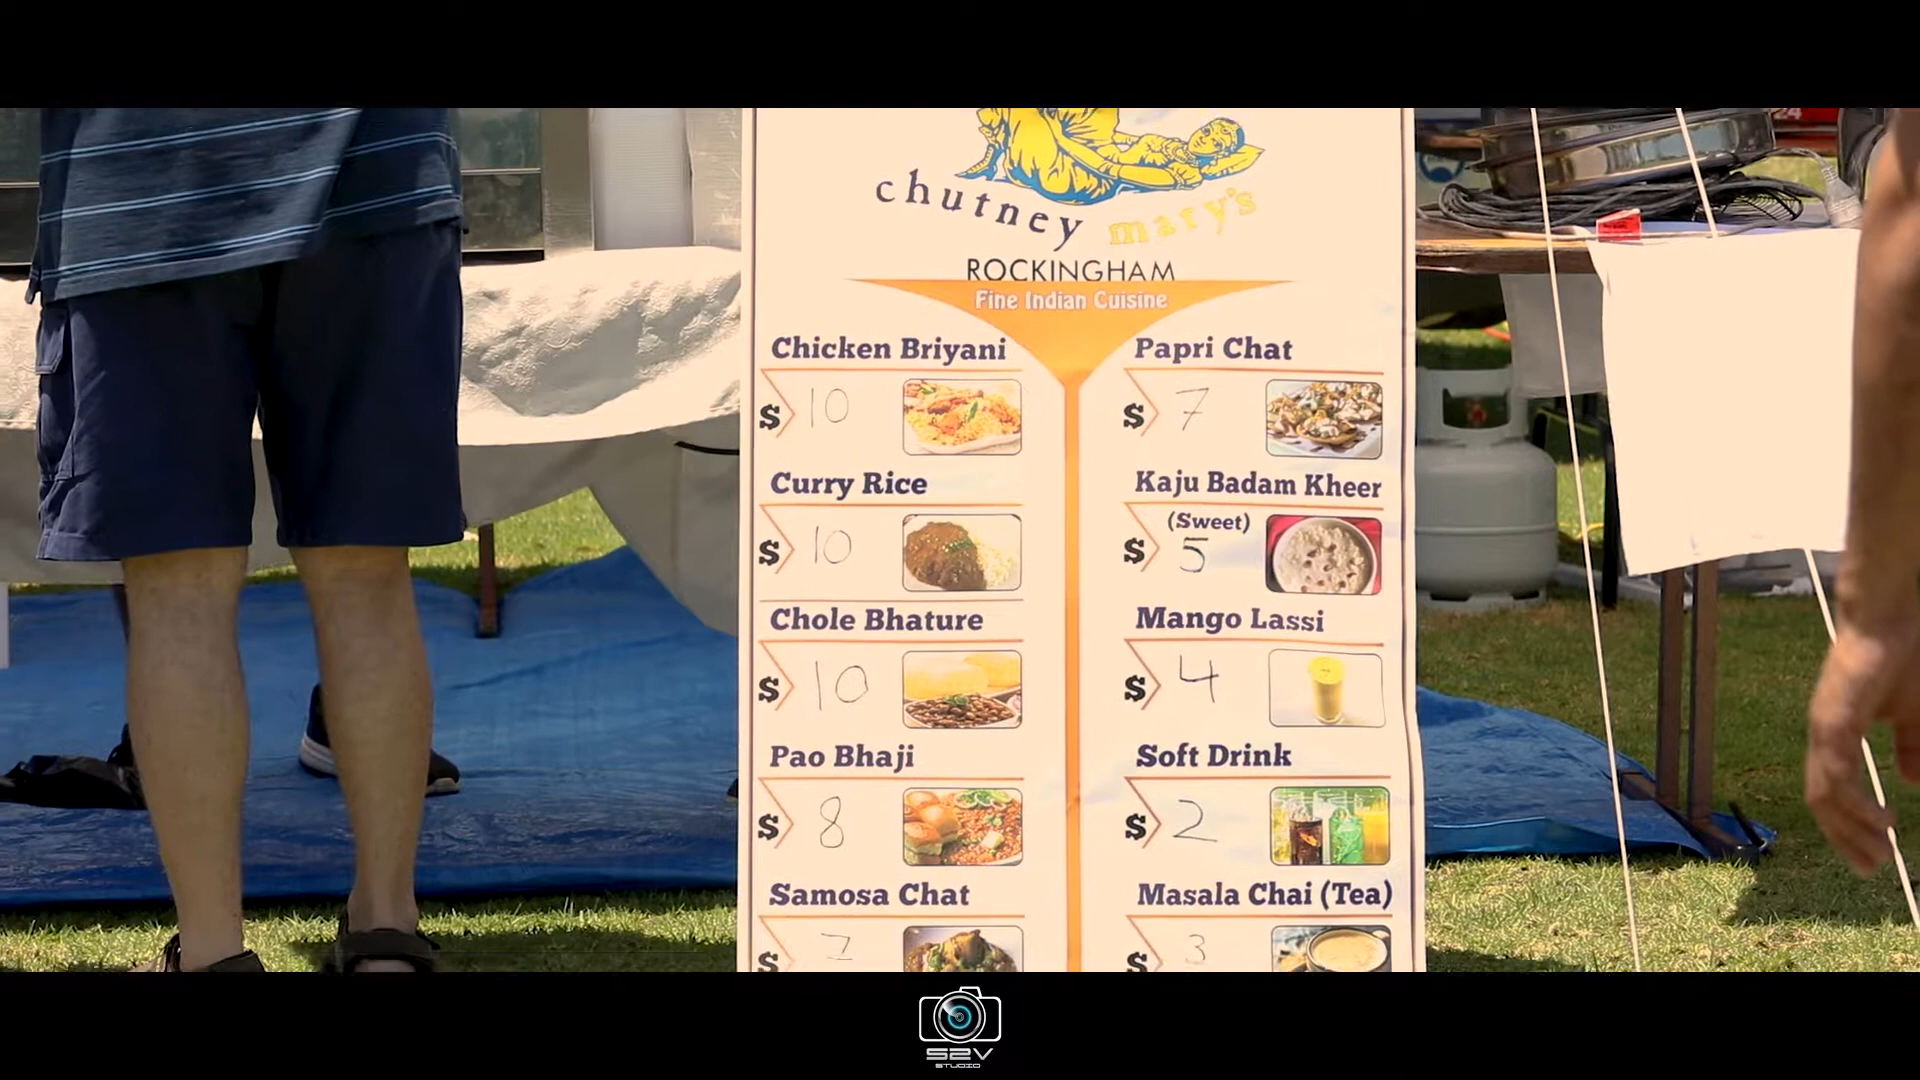 chutney mary's
ROCKINGHAM
Fine Indian Cuisine
Chicken Briyani
$ 10
Curry Rice
$ 10
Chole Bhature
$ 10
Pao Bhaji
$ 8
Samosa Chat
$ 7
Papri Chat
$ 7
Kaju Badam Kheer
(Sweet)
$ 5
Mango Lassi
$ 4
Soft Drink
$ 2
Masala Chai (Tea)
$ 3
24
S2V
STUDIO